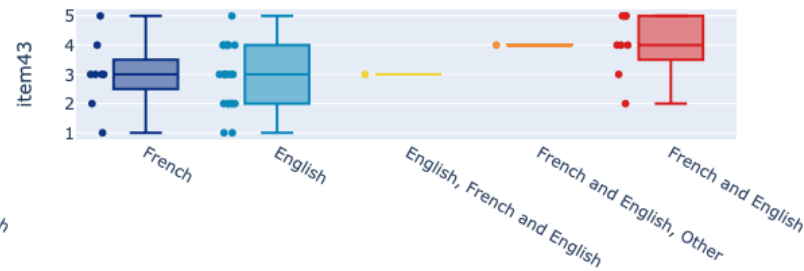 item43
5
4
3
2
1
French
English
English, French and English
French and English, Other
French and English